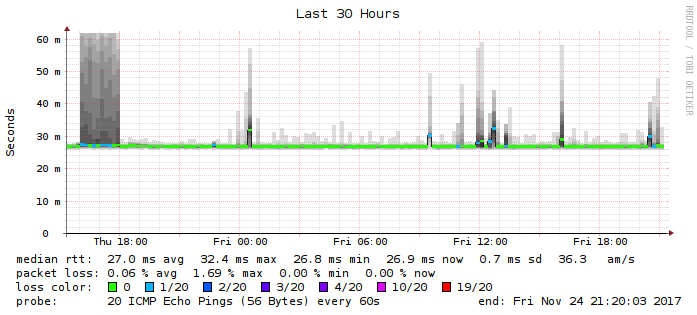 Last 30 Hours
RRDTOOL / TOBI OETIKER
Seconds
60 m
50 m
40 m
30 m
20 m
10 m
0
Thu 18:00 Fri 00:00 Fri 06:00 Fri 12:00 Fri 18:00
median rtt: 27.0 ms avg 32.4 ms max 26.8 ms min 26.9 ms now 0.7 ms sd 36.3 am/s
packet loss: 0.06 % avg 1.69 % max 0.00 % min 0.00 % now
loss color: 0 1/20 2/20 3/20 4/20 10/20 19/20
probe: 20 ICMP Echo Pings (56 Bytes) every 60s end: Fri Nov 24 21:20:03 2017